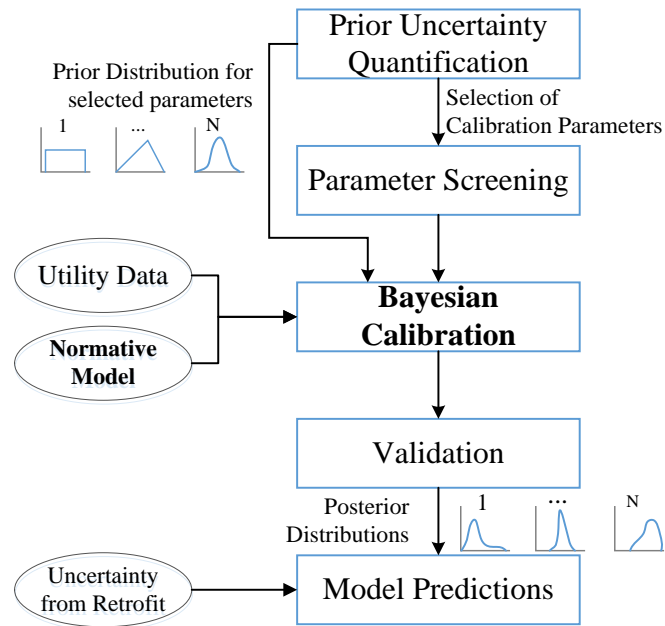 Prior Uncertainty
Quantification
Prior Distribution for
selected parameters
1
...
N
Selection of
Calibration Parameters
Parameter Screening
Utility Data
Normative
Model
Bayesian
Calibration
Validation
Posterior
Distributions
1
...
N
Uncertainty
from Retrofit
Model Predictions